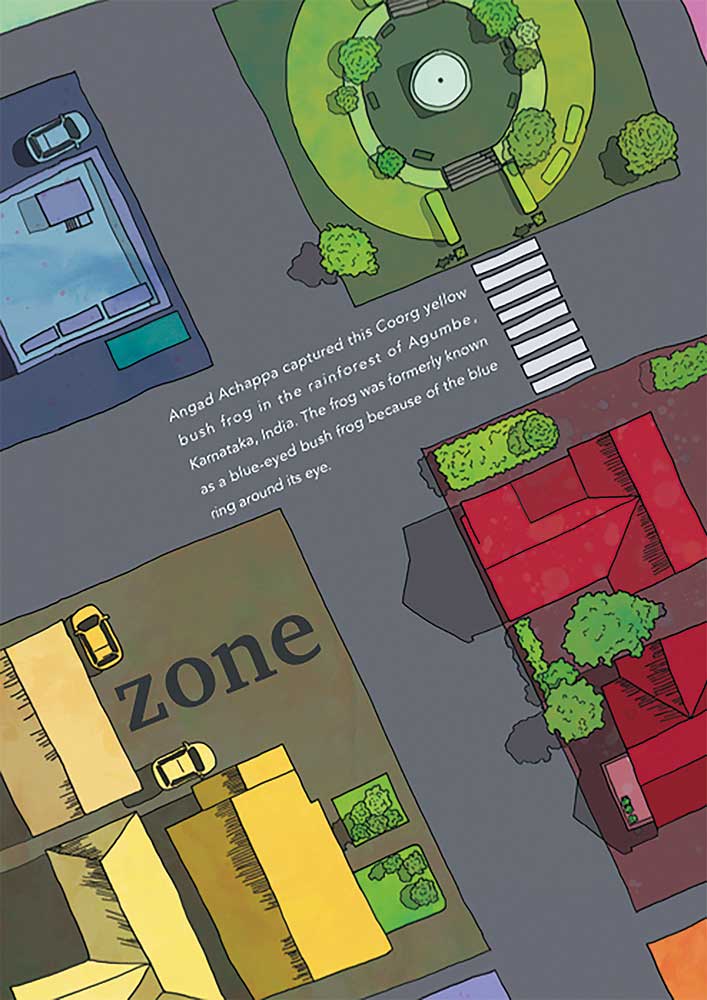 Angad Achappa captured this Coorg yellow
bush frog in the rainforest of Agumbe,
Karnataka, India. The frog was formerly known
as a blue-eyed bush frog because of the blue
ring around its eye.
zone